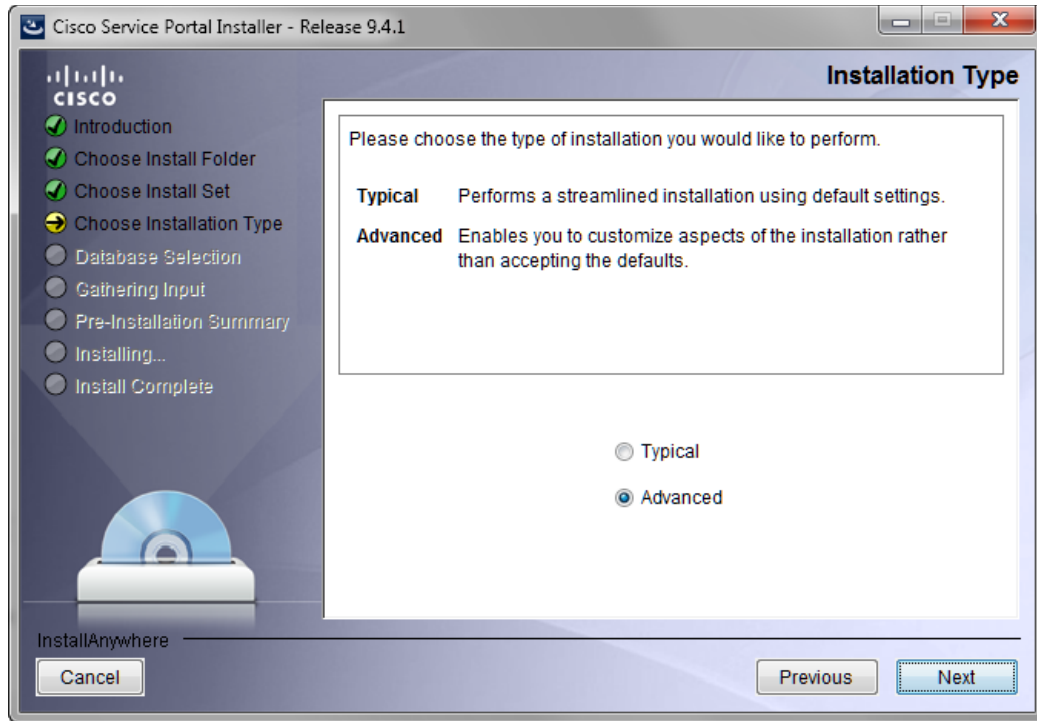 Cisco Service Portal Installer - Release 9.4.1
CISCO
Installation Type
Introduction
Choose Install Folder
Choose Install Set
Choose Installation Type
Database Selection
Gathering Input
Pre-Installation Summary
Installing...
Install Complete
Please choose the type of installation you would like to perform.
Typical Performs a streamlined installation using default settings.
Advanced Enables you to customize aspects of the installation rather
than accepting the defaults.
Typical
Advanced
InstallAnywhere
Cancel
Previous
Next